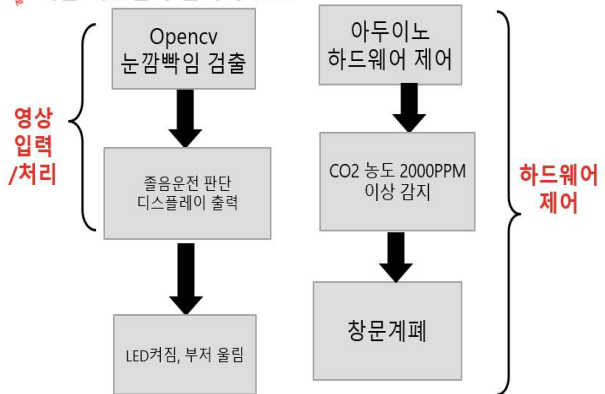 Opencv
눈깜빡임 검출
아두이노
하드웨어 제어
영상
입력
/처리
졸음운전 판단
디스플레이 출력
CO2 농도 2000PPM
이상 감지
하드웨어
제어
LED켜짐, 부저 울림
창문계폐